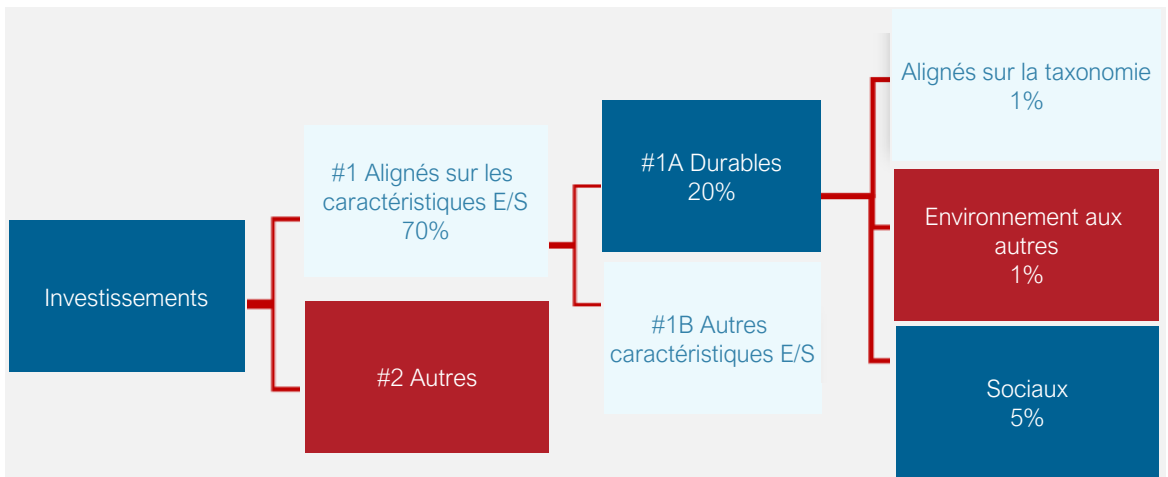 Investissements
#1 Alignés sur les
caractéristiques E/S
70%
#2 Autres
#1A Durables
20%
#1B Autres
caractéristiques E/S
Alignés sur la taxonomie
1%
Environnement aux
autres
1%
Sociaux
5%